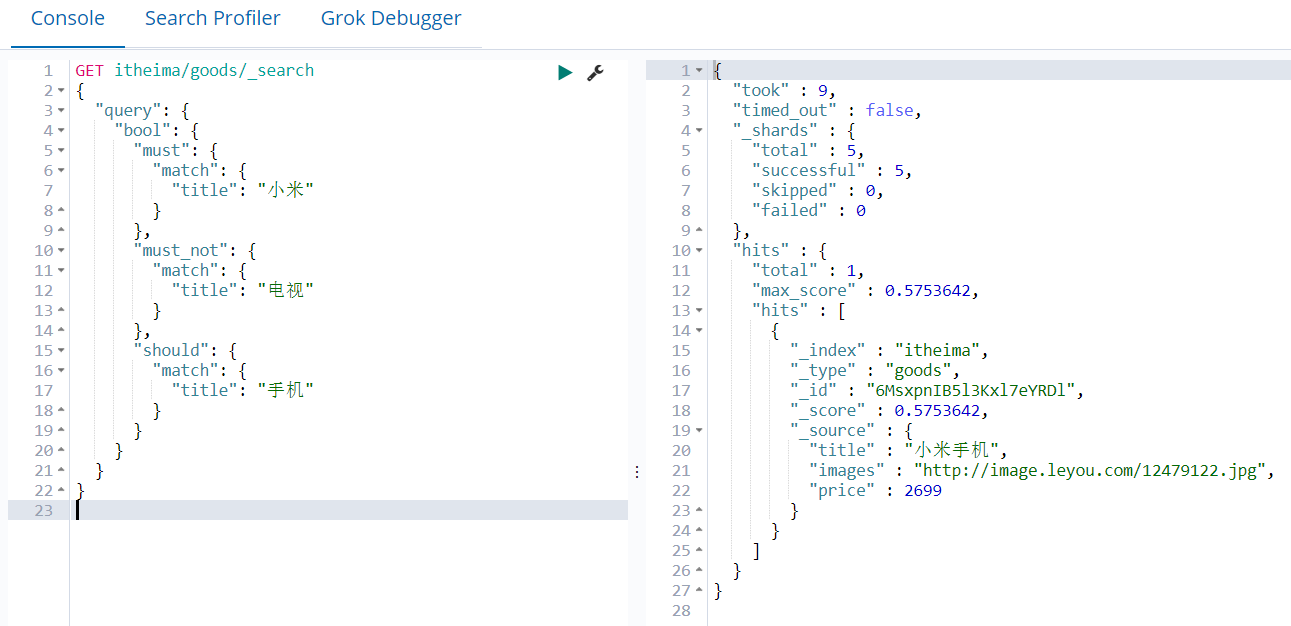 Console Search Profiler Grok Debugger
1 GET itheima/goods/_search
2 {
3 "query": {
4 "bool": {
5 "must": {
6 "match": {
7 "title": "小米"
8 }
9 },
10 "must_not": {
11 "match": {
12 "title": "电视"
13 }
14 },
15 "should": {
16 "match": {
17 "title": "手机"
18 }
19 }
20 }
21 }
22 }
23
1 {
2 "took" : 9,
3 "timed_out" : false,
4 "_shards" : {
5 "total" : 5,
6 "successful" : 5,
7 "skipped" : 0,
8 "failed" : 0
9 },
10 "hits" : {
11 "total" : 1,
12 "max_score" : 0.5753642,
13 "hits" : [
14 {
15 "_index" : "itheima",
16 "_type" : "goods",
17 "_id" : "6MsxpnIB5l3Kxl7eYRDl",
18 "_score" : 0.5753642,
19 "_source" : {
20 "title" : "小米手机",
21 "images" : "http://image.leyou.com/12479122.jpg",
22 "price" : 2699
23 }
24 }
25 ]
26 }
27 }
28